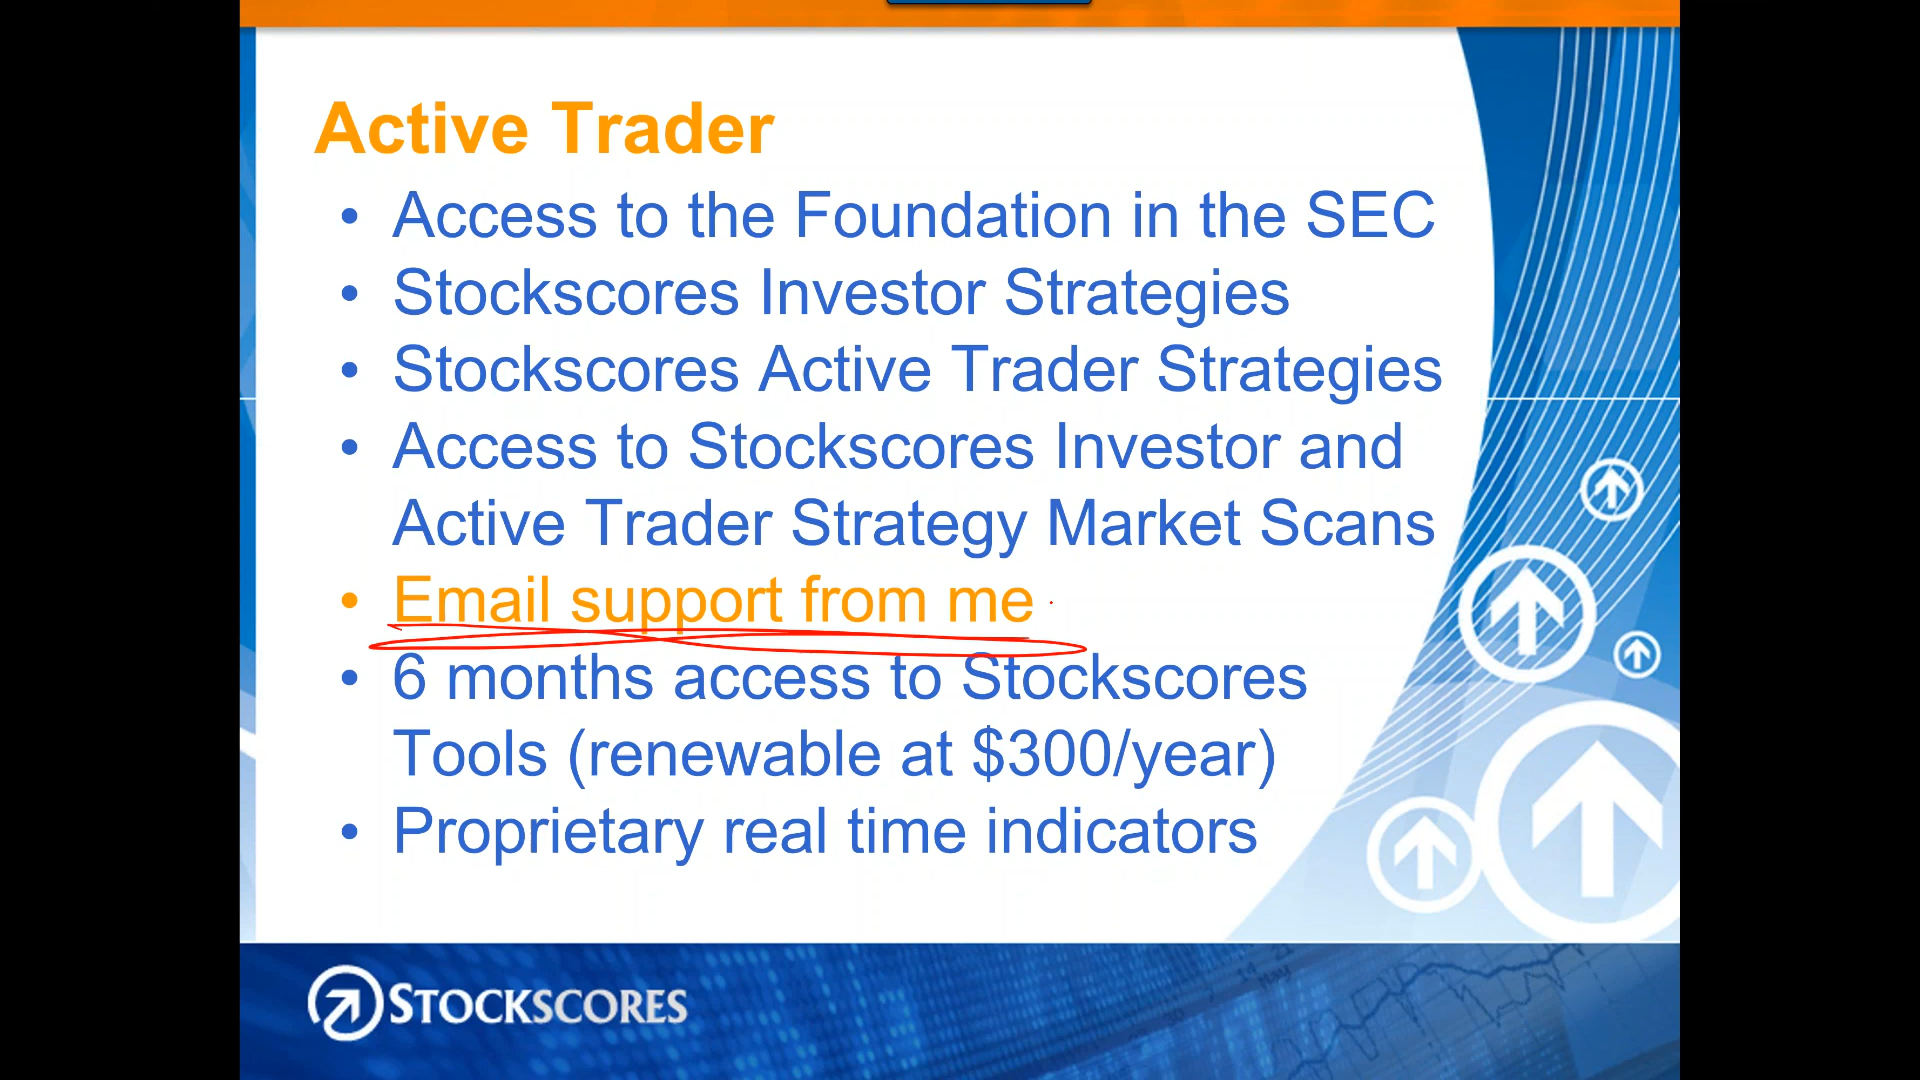 Active Trader
• Access to the Foundation in the SEC
• Stockscores Investor Strategies
• Stockscores Active Trader Strategies
• Access to Stockscores Investor and
Active Trader Strategy Market Scans
• Email support from me
• 6 months access to Stockscores
Tools (renewable at $300/year)
• Proprietary real time indicators
STOCKSCORES